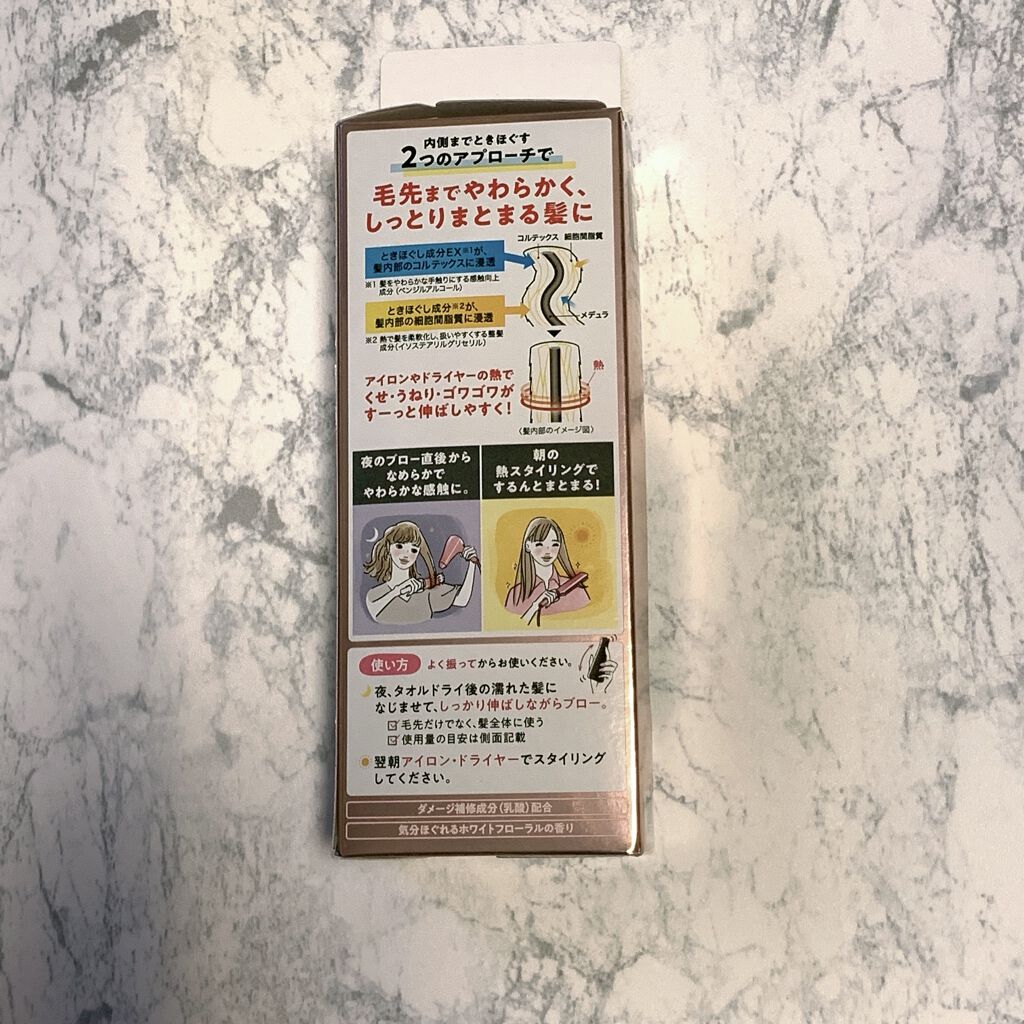 内側までときほぐす
2つのアプローチで
毛先までやわらかく、
しっとりまとまる髪に
コルテックス 細胞間脂質
ときほぐし成分EX※1が、
髪内部のコルテックスに浸透
※1 髪をやわらかな手触りにする感触向上
成分(ベンジルアルコール)
ときほぐし成分※2が、
髪内部の細胞間脂質に浸透
メデュラ
※2 熱で髪を柔軟化し、扱いやすくする整髪
成分(イソステアリルグリセリル)
熱
アイロンやドライヤーの熱で
くせ・うねり・ゴワゴワが
すーっと伸ばしやすく!
〈髪内部のイメージ図〉
夜のブロー直後から
なめらかで
やわらかな感触に。
朝の
熱スタイリングで
するんとまとまる!
使い方 よく振ってからお使いください。
夜、タオルドライ後の濡れた髪に
なじませて、しっかり伸ばしながらブロー。
毛先だけでなく、髪全体に使う
使用量の目安は側面記載
翌朝アイロン・ドライヤーでスタイリング
してください。
ダメージ補修成分(乳酸)配合
気分ほぐれるホワイトフローラルの香り